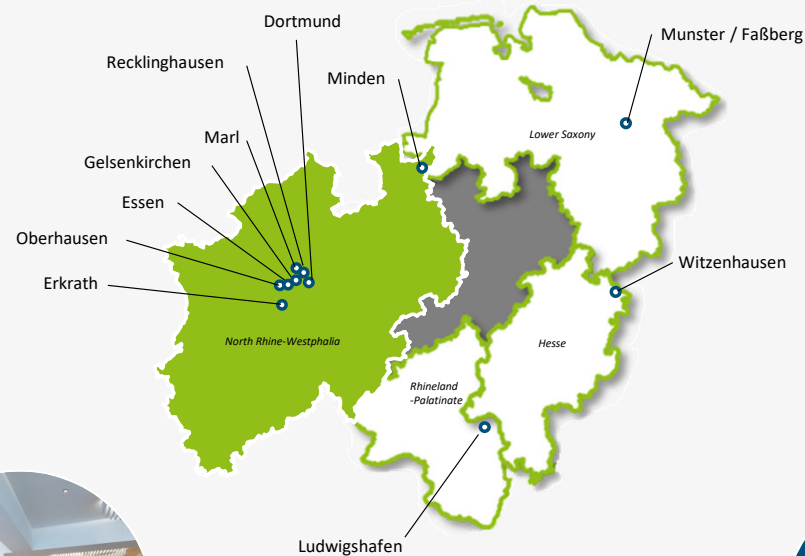 Dortmund
Munster / Faßberg
Recklinghausen
Minden
Marl
Lower Saxony
Gelsenkirchen
Essen
Oberhausen
Witzenhausen
Erkrath
North Rhine-Westphalia
Hesse
Rhineland
-Palatinate
Ludwigshafen